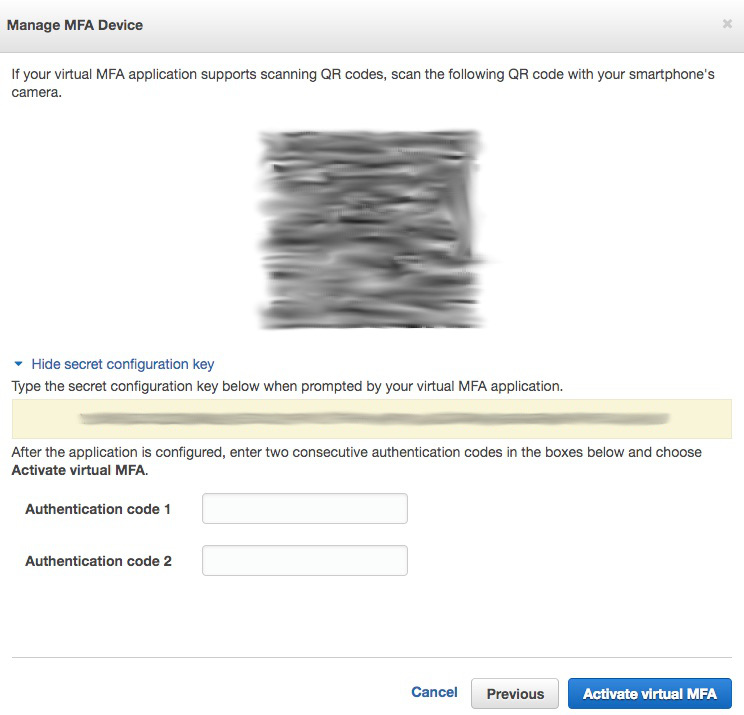 Manage MFA Device
If your virtual MFA application supports scanning QR codes, scan the following QR code with your smartphone's
camera.
Hide secret configuration key
Type the secret configuration key below when prompted by your virtual MFA application.
After the application is configured, enter two consecutive authentication codes in the boxes below and choose
Activate virtual MFA.
Authentication code 1
Authentication code 2
Cancel
Previous
Activate virtual MFA